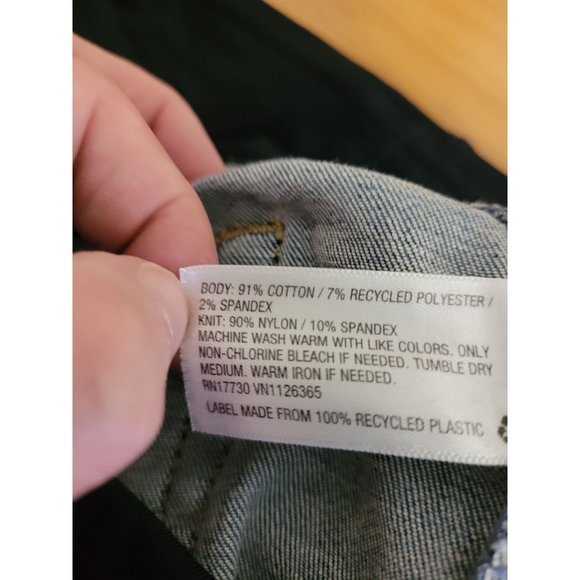 BODY: 91% COTTON / 7% RECYCLED POLYESTER /
2% SPANDEX
KNIT: 90% NYLON / 10% SPANDEX
MACHINE WASH WARM WITH LIKE COLORS. ONLY
NON-CHLORINE BLEACH IF NEEDED. TUMBLE DRY
MEDIUM. WARM IRON IF NEEDED.
RN17730 VN1126365
LABEL MADE FROM 100% RECYCLED PLASTIC